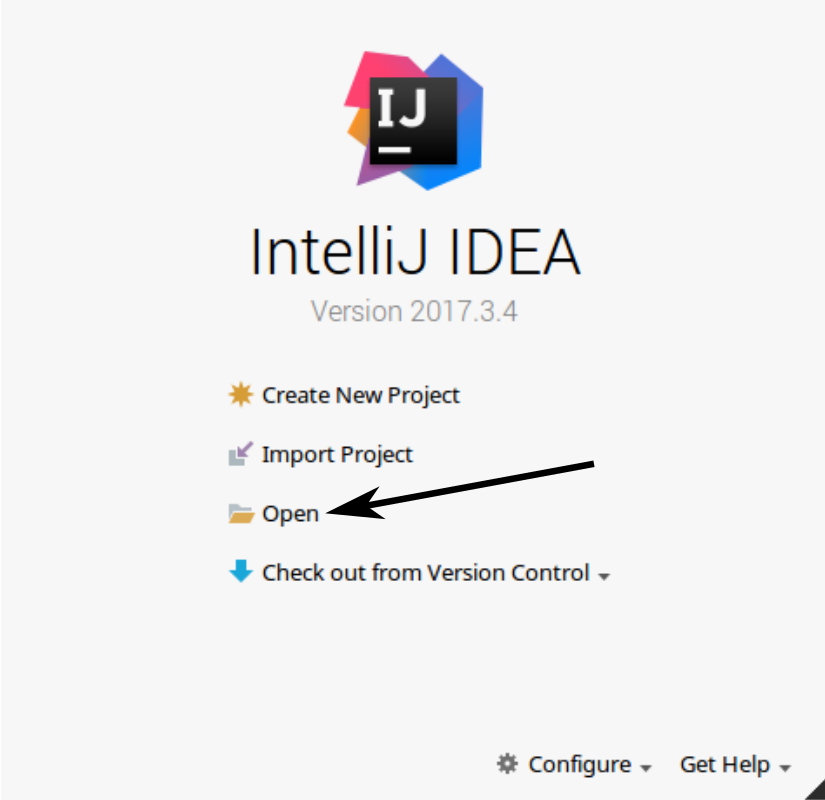 IJ
IntelliJ IDEA
Version 2017.3.4
Create New Project
Import Project
Open
Check out from Version Control
Configure Get Help